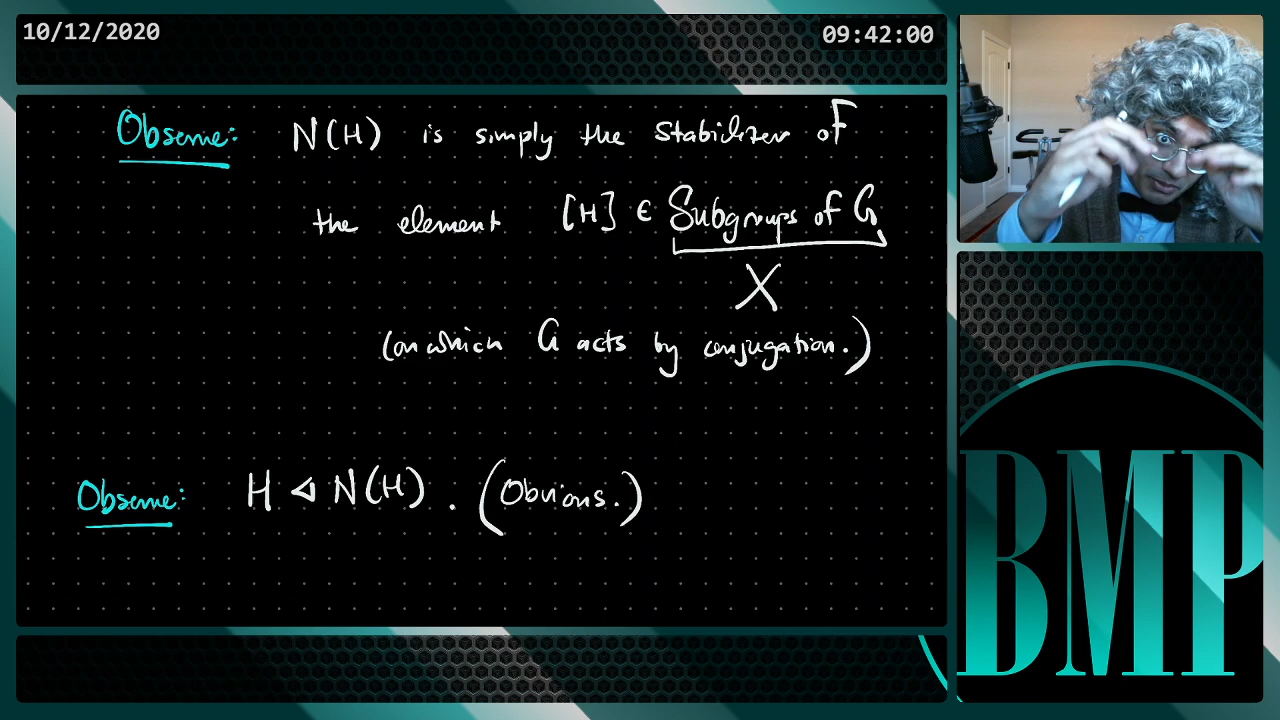 10/12/2020
09:42:00
Observe: N(H) is simply the stabilizer of
the element [H] ∈ Subgroups of G
X
(on which G acts by conjugation.)
Observe: H ⊲ N(H). (Obvious.)
BMP